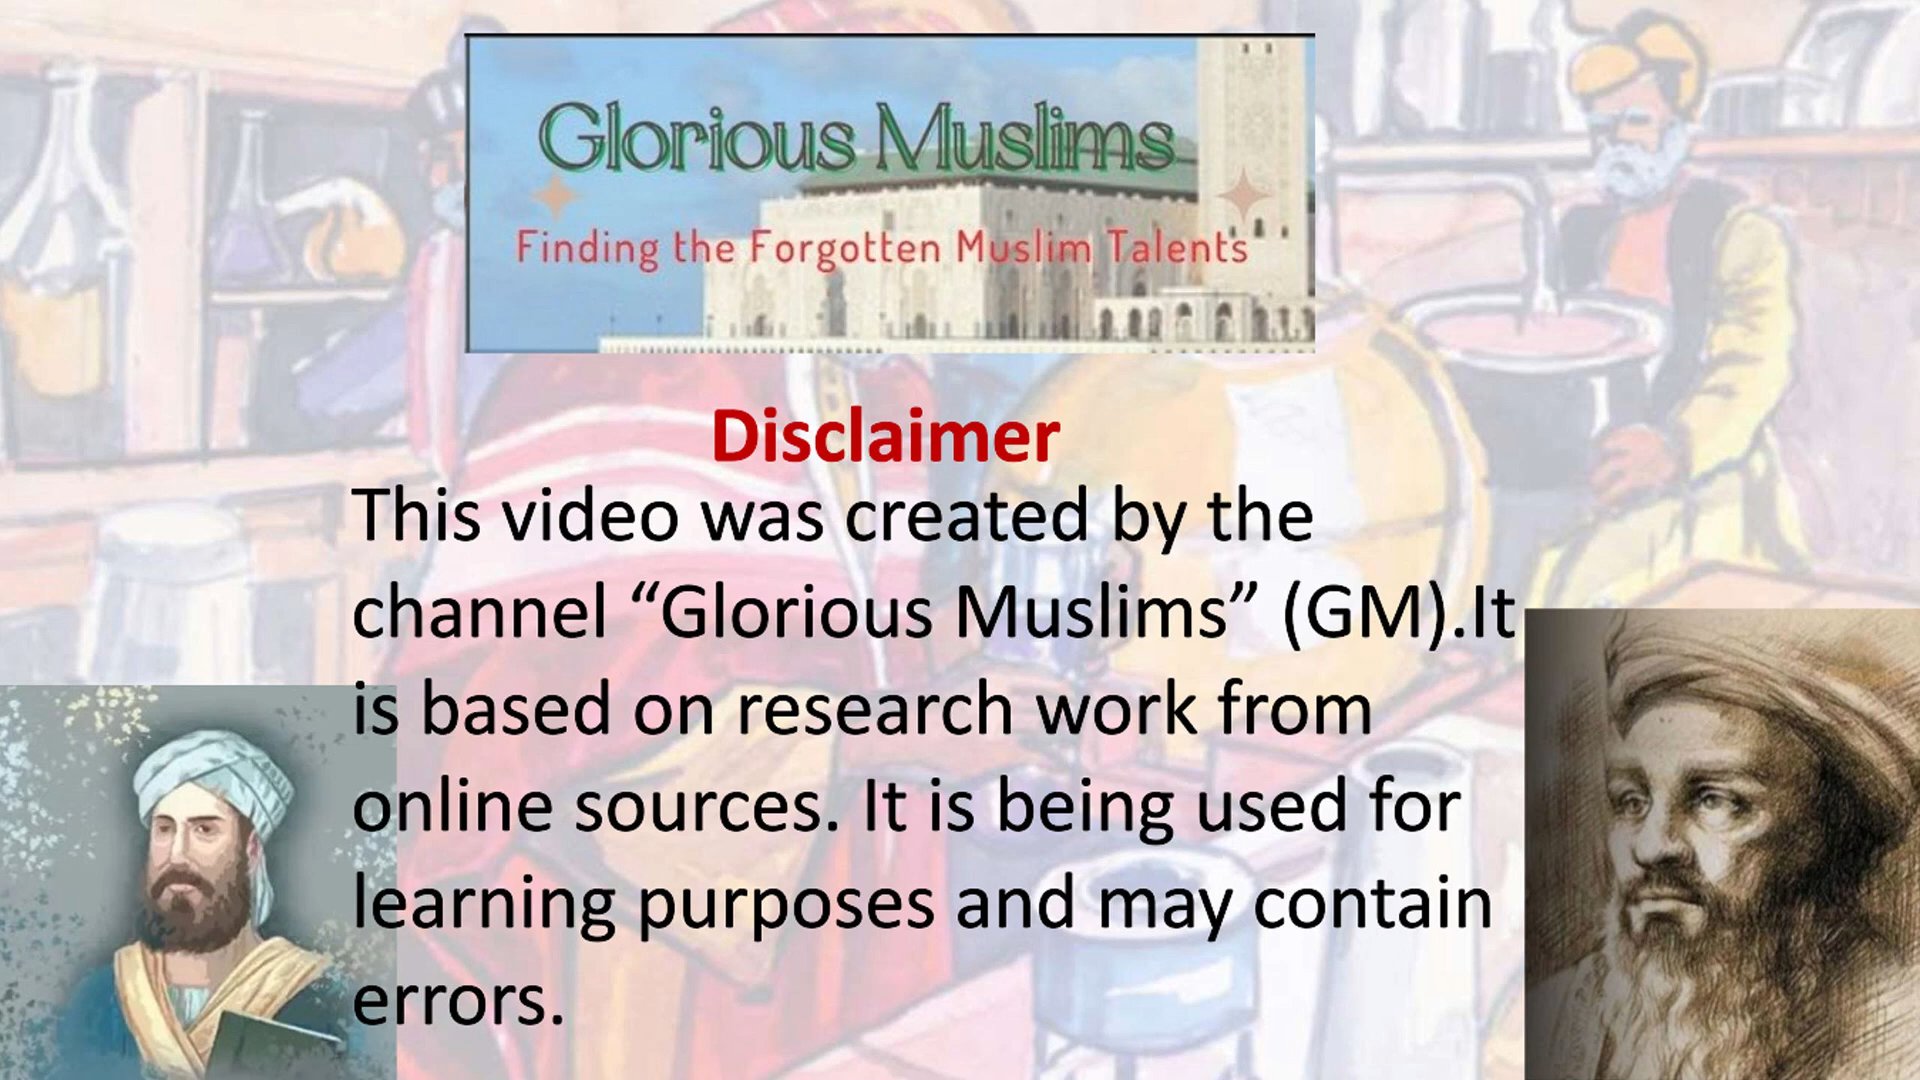 Glorious Muslims
Finding the Forgotten Muslim Talents
Disclaimer
This video was created by the
channel “Glorious Muslims” (GM).It
is based on research work from
online sources. It is being used for
learning purposes and may contain
errors.